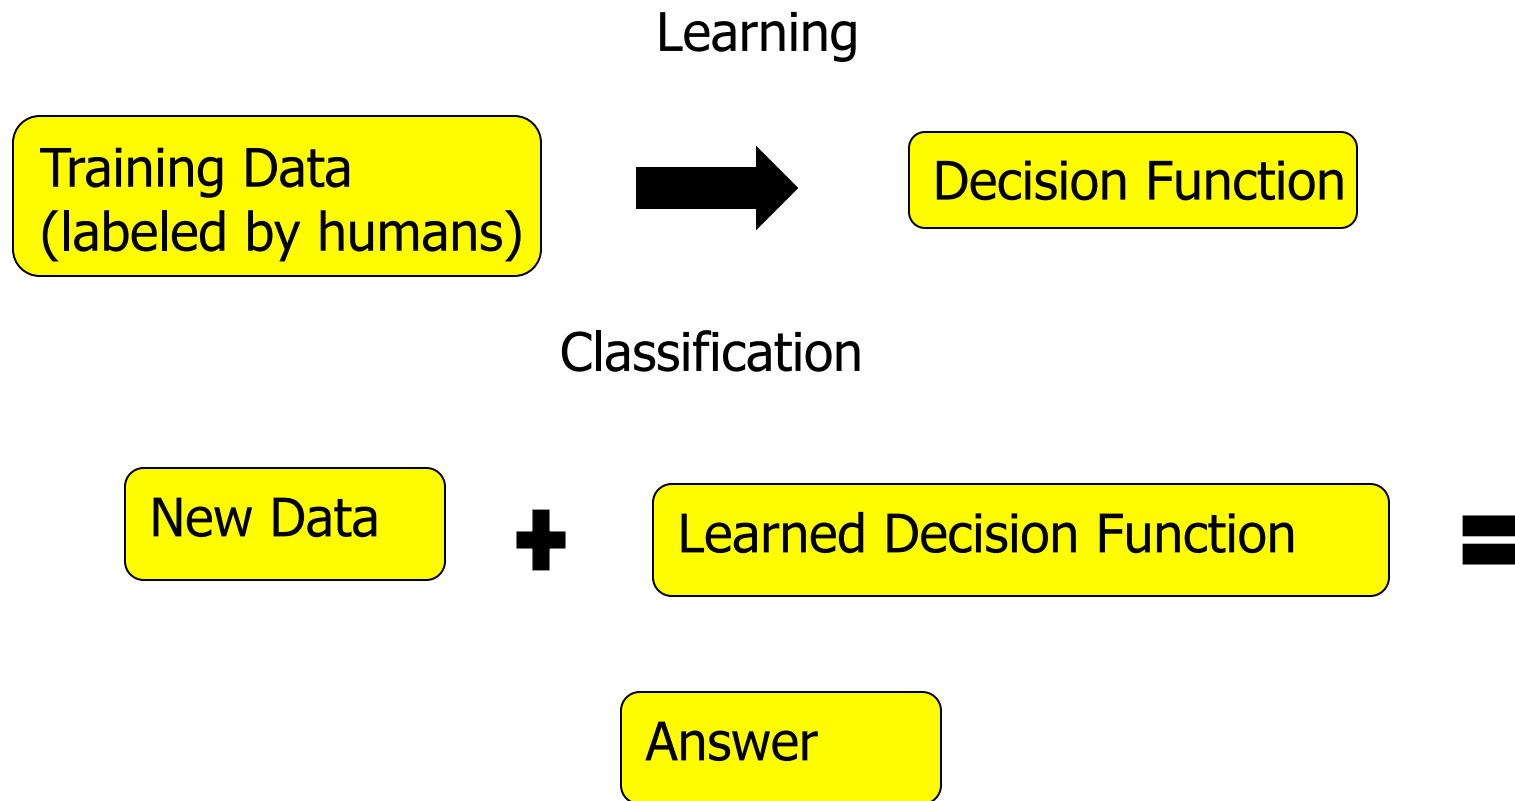 Learning
Training Data
(labeled by humans)
Decision Function
Classification
New Data
+
Learned Decision Function
=
Answer